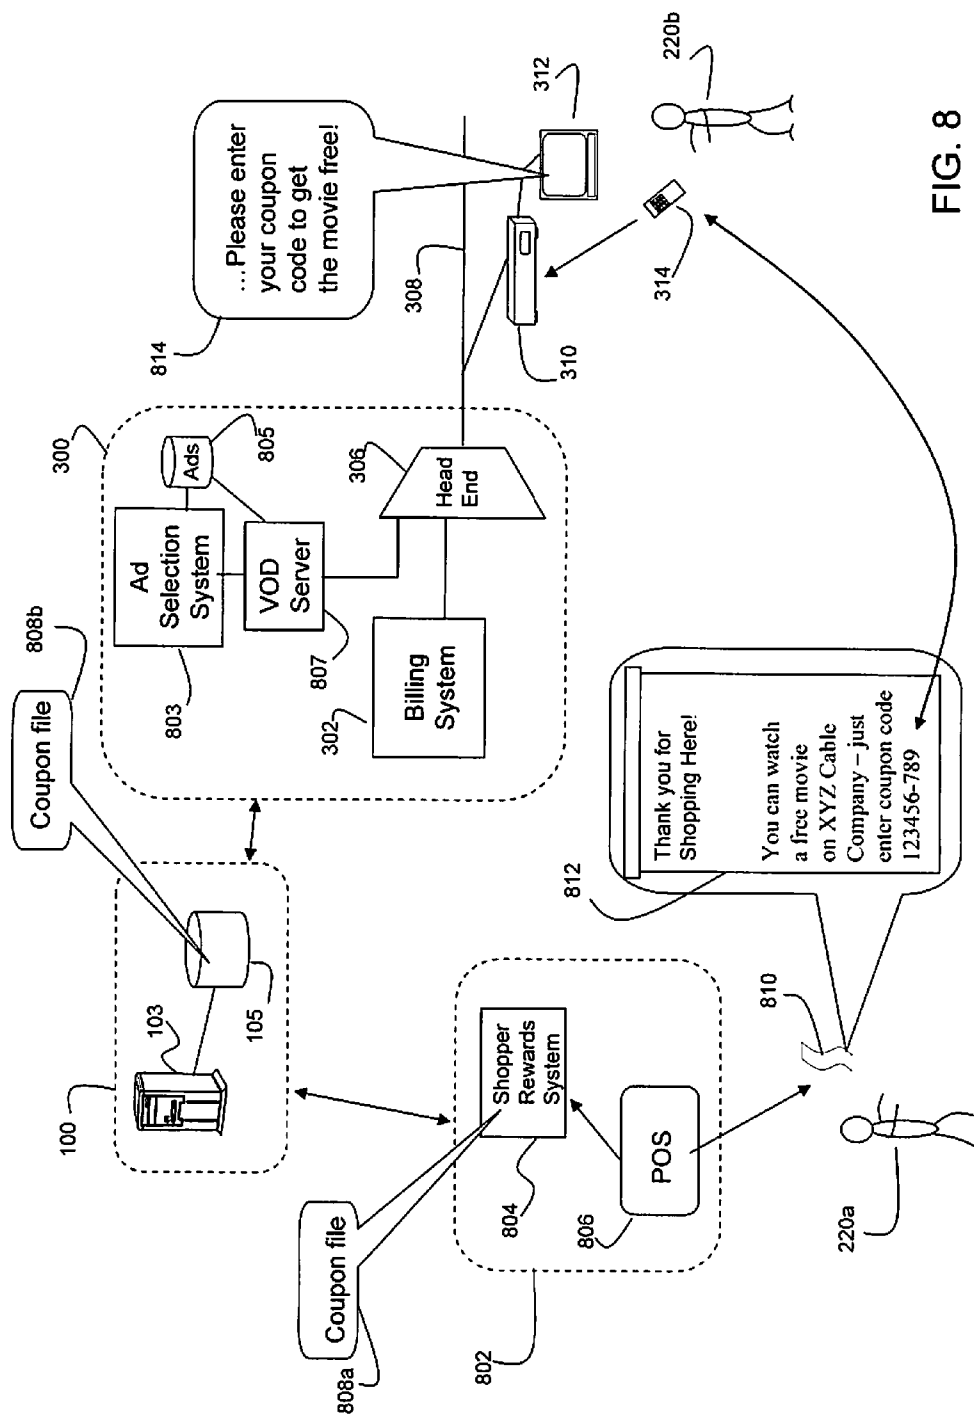 808a
Coupon file
802
804
Shopper
Rewards
System
806
POS
220a
810
100
103
105
Coupon file
808b
812
Thank you for
Shopping Here!
You can watch
a free movie
on XYZ Cable
Company – just
enter coupon code
123456-789
300
803
Ad
Selection
System
Ads
805
VOD
Server
807
302
Billing
System
306
Head
End
814
...Please enter
your coupon
code to get
the movie free!
308
310
312
314
220b
FIG. 8